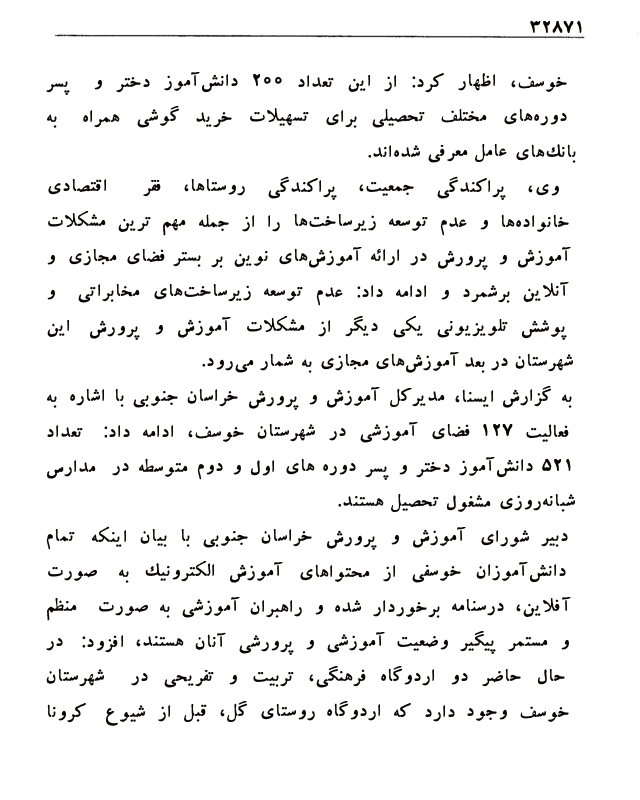 ۳۲۸۷۱
خوسف، اظهار کرد: از این تعداد ۲۰۰ دانش‌آموز دختر و پسر
دوره‌های مختلف تحصیلی برای تسهیلات خرید گوشی همراه به
بانك‌های عامل معرفی شده‌اند.
وی، پراکندگی جمعیت، پراکندگی روستاها، فقر اقتصادی
خانواده‌ها و عدم توسعه زیرساخت‌ها را از جمله مهم ترین مشکلات
آموزش و پرورش در ارائه آموزش‌های نوین بر بستر فضای مجازی و
آنلاین برشمرد و ادامه داد: عدم توسعه زیرساخت‌های مخابراتی و
پوشش تلویزیونی یکی دیگر از مشکلات آموزش و پرورش این
شهرستان در بعد آموزش‌های مجازی به شمار می‌رود.
به گزارش ایسنا، مدیرکل آموزش و پرورش خراسان جنوبی با اشاره به
فعالیت ۱۲۷ فضای آموزشی در شهرستان خوسف، ادامه داد: تعداد
۵۲۱ دانش‌آموز دختر و پسر دوره های اول و دوم متوسطه در مدارس
شبانه‌روزی مشغول تحصیل هستند.
دبیر شورای آموزش و پرورش خراسان جنوبی با بیان اینکه تمام
دانش‌آموزان خوسفی از محتواهای آموزش الکترونیك به صورت
آفلاین، درسنامه برخوردار شده و راهبران آموزشی به صورت منظم
و مستمر پیگیر وضعیت آموزشی و پرورشی آنان هستند، افزود: در
حال حاضر دو اردوگاه فرهنگی، تربیت و تفریحی در شهرستان
خوسف وجود دارد که اردوگاه روستای گل، قبل از شیوع کرونا